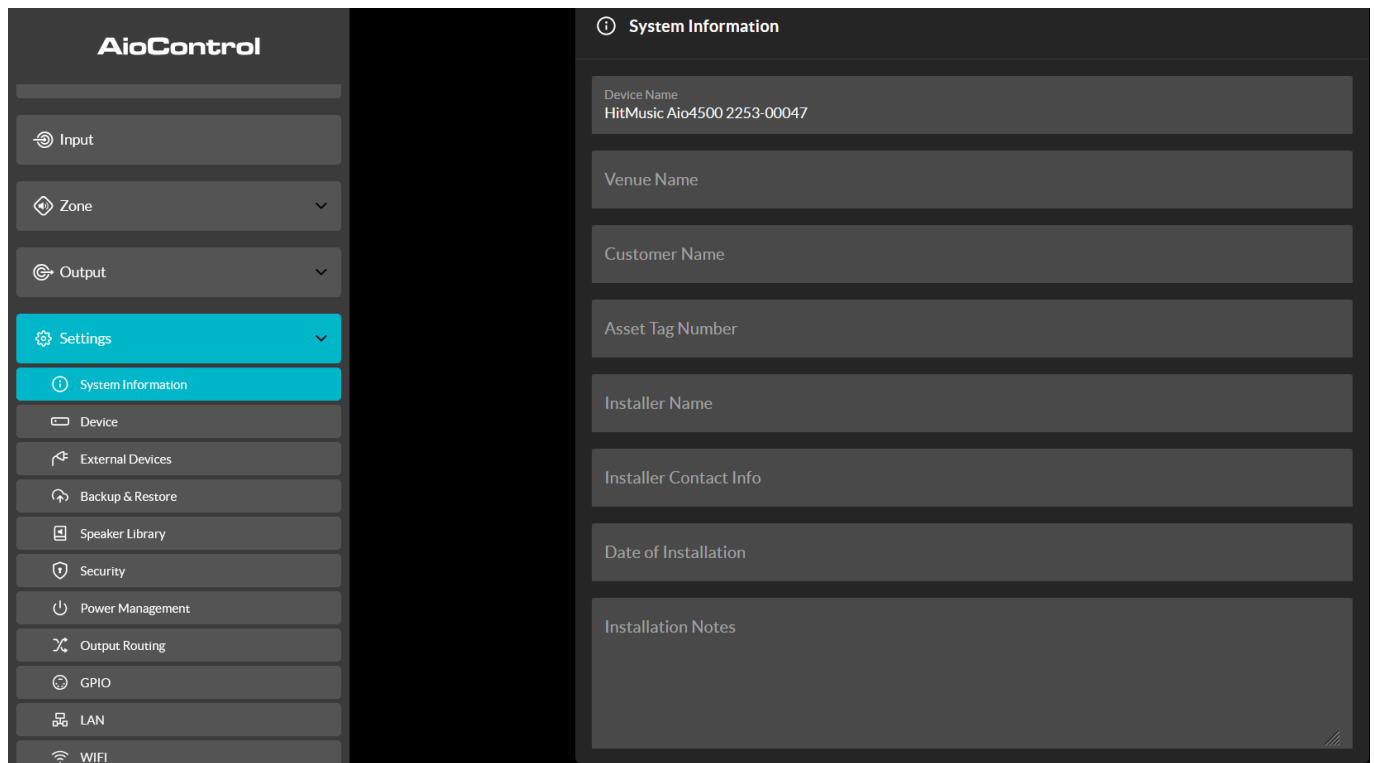 AioControl
Input
Zone
Output
Settings
System Information
Device
External Devices
Backup & Restore
Speaker Library
Security
Power Management
Output Routing
GPIO
LAN
WIFI
System Information
Device Name
HitMusic Aio4500 2253-00047
Venue Name
Customer Name
Asset Tag Number
Installer Name
Installer Contact Info
Date of Installation
Installation Notes